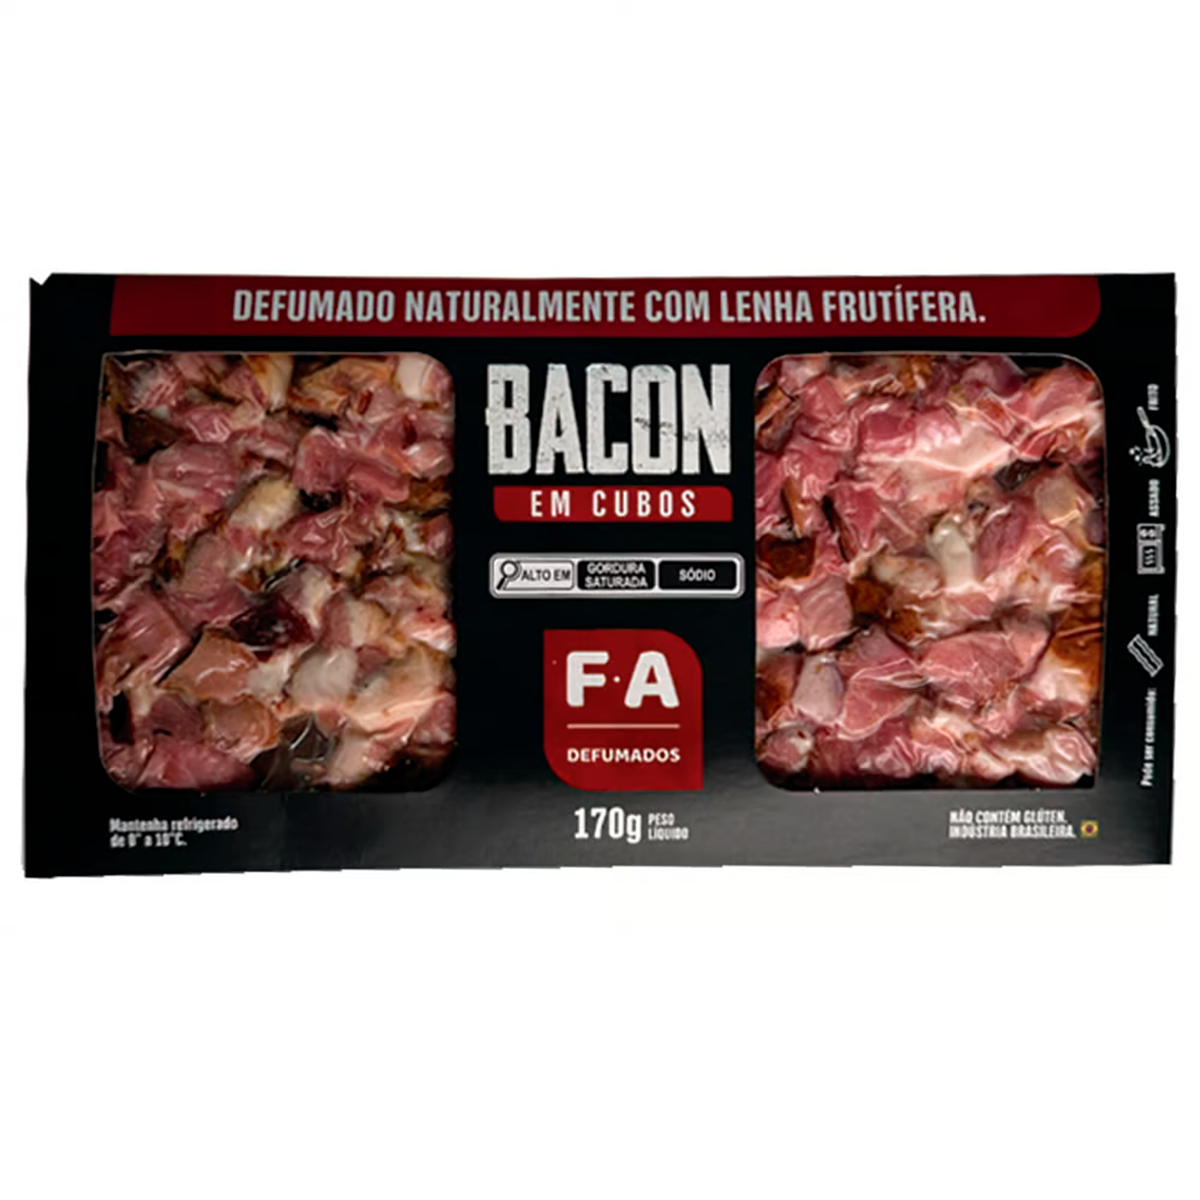 DEFUMADO NATURALMENTE COM LENHA FRUTÍFERA.
BACON
EM CUBOS
ALTO EM
GORDURA
SATURADA
SÓDIO
F·A
DEFUMADOS
170g PESO
LÍQUIDO
Mantenha refrigerado
de 0° a 10°C.
NÃO CONTÉM GLÚTEN.
INDÚSTRIA BRASILEIRA.
Pode ser consumido:
NATURAL
ASSADO
FRITO